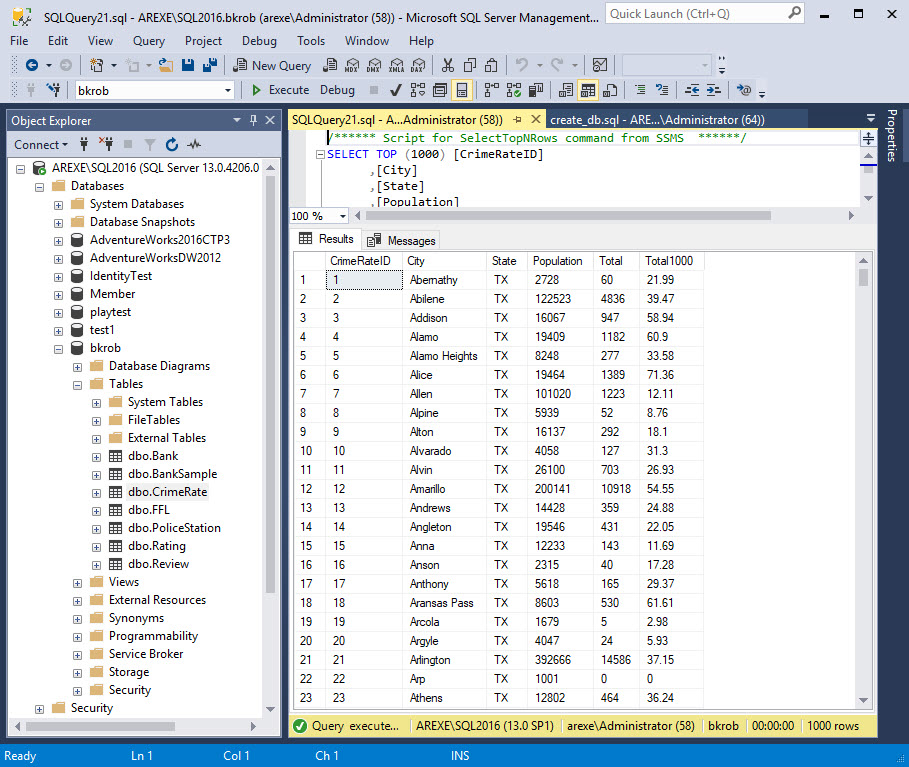 SQLQuery21.sql - AREXE\SQL2016.bkrob (arexe\Administrator (58)) - Microsoft SQL Server Management...
Quick Launch (Ctrl+Q)
File Edit View Query Project Debug Tools Window Help
New Query MDX DMX XMLA DAX
bkrob Execute Debug
Object Explorer
Connect
AREXE\SQL2016 (SQL Server 13.0.4206.0
Databases
System Databases
Database Snapshots
AdventureWorks2016CTP3
AdventureWorksDW2012
IdentityTest
Member
playtest
test1
bkrob
Database Diagrams
Tables
System Tables
FileTables
External Tables
dbo.Bank
dbo.BankSample
dbo.CrimeRate
dbo.FFL
dbo.PoliceStation
dbo.Rating
dbo.Review
Views
External Resources
Synonyms
Programmability
Service Broker
Storage
Security
Security
SQLQuery21.sql - A...Administrator (58)) create_db.sql - ARE...\Administrator (64))
Properties
/****** Script for SelectTopNRows command from SSMS ******/
SELECT TOP (1000) [CrimeRateID]
,[City]
,[State]
,[Population]
100 %
Results Messages
CrimeRateID City State Population Total Total1000
1 1 Abernathy TX 2728 60 21.99
2 2 Abilene TX 122523 4836 39.47
3 3 Addison TX 16067 947 58.94
4 4 Alamo TX 19409 1182 60.9
5 5 Alamo Heights TX 8248 277 33.58
6 6 Alice TX 19464 1389 71.36
7 7 Allen TX 101020 1223 12.11
8 8 Alpine TX 5939 52 8.76
9 9 Alton TX 16137 292 18.1
10 10 Alvarado TX 4058 127 31.3
11 11 Alvin TX 26100 703 26.93
12 12 Amarillo TX 200141 10918 54.55
13 13 Andrews TX 14428 359 24.88
14 14 Angleton TX 19546 431 22.05
15 15 Anna TX 12233 143 11.69
16 16 Anson TX 2315 40 17.28
17 17 Anthony TX 5618 165 29.37
18 18 Aransas Pass TX 8603 530 61.61
19 19 Arcola TX 1679 5 2.98
20 20 Argyle TX 4047 24 5.93
21 21 Arlington TX 392666 14586 37.15
22 22 Arp TX 1001 0 0
23 23 Athens TX 12802 464 36.24
Query execute... AREXE\SQL2016 (13.0 SP1) arexe\Administrator (58) bkrob 00:00:00 1000 rows
Ready Ln 1 Col 1 Ch 1 INS